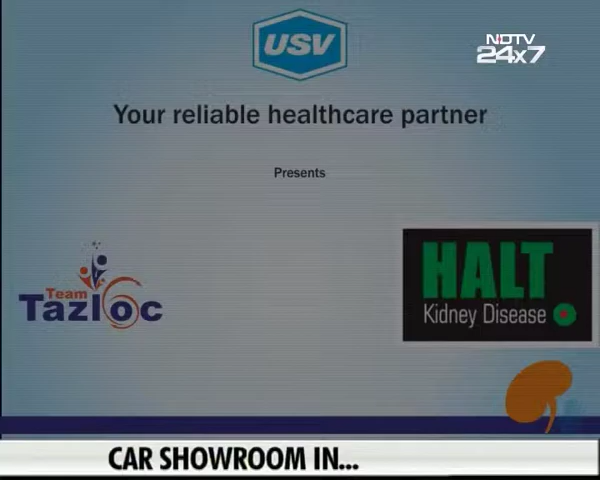 USV
NDTV
24x7
Your reliable healthcare partner
Presents
Team
Tazloc
HALT
Kidney Disease
CAR SHOWROOM IN...